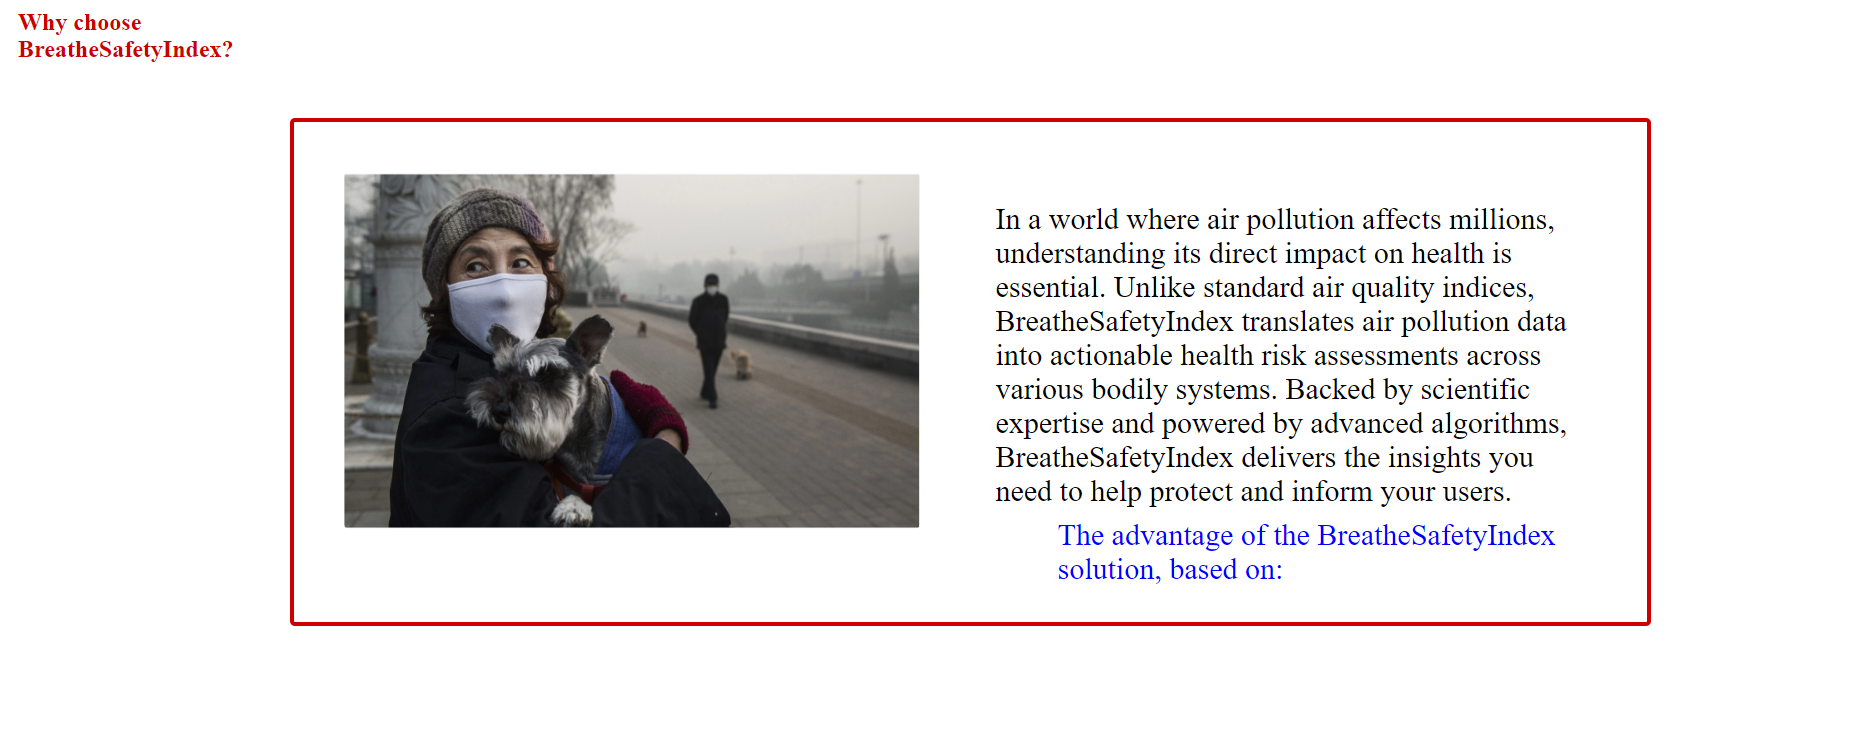 Why choose
BreatheSafetyIndex?
In a world where air pollution affects millions,
understanding its direct impact on health is
essential. Unlike standard air quality indices,
BreatheSafetyIndex translates air pollution data
into actionable health risk assessments across
various bodily systems. Backed by scientific
expertise and powered by advanced algorithms,
BreatheSafetyIndex delivers the insights you
need to help protect and inform your users.
The advantage of the BreatheSafetyIndex
solution, based on: